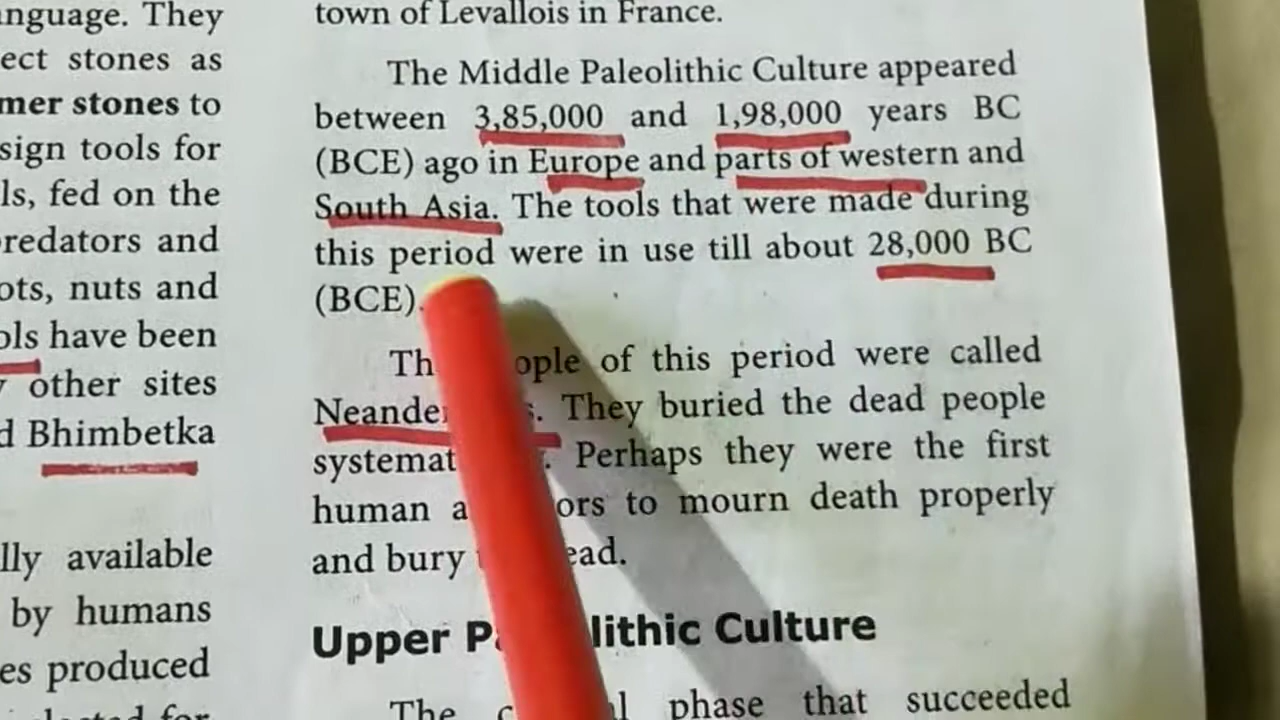 anguage. They
ect stones as
mer stones to
sign tools for
ls, fed on the
redators and
ots, nuts and
ols have been
other sites
d Bhimbetka
lly available
by humans
es produced
town of Levallois in France.
The Middle Paleolithic Culture appeared
between 3,85,000 and 1,98,000 years BC
(BCE) ago in Europe and parts of western and
South Asia. The tools that were made during
this period were in use till about 28,000 BC
(BCE).
Th ople of this period were called
Neande s. They buried the dead people
systemat . Perhaps they were the first
human a ors to mourn death properly
and bury ead.
Upper P lithic Culture
The c l phase that succeeded